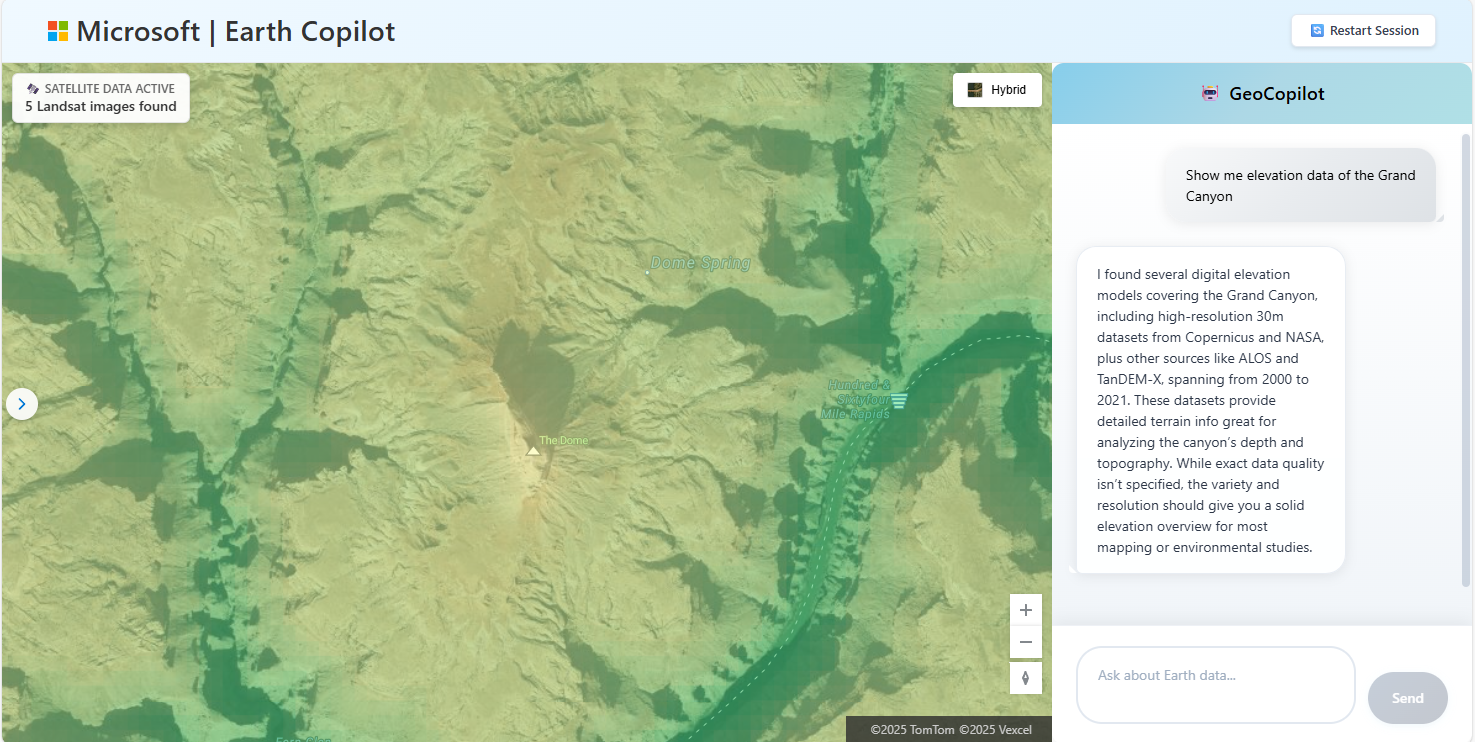 Microsoft | Earth Copilot
Restart Session
SATELLITE DATA ACTIVE
5 Landsat images found
Hybrid
Dome Spring
Hundred &
Sixtyfour
Mile Rapids
The Dome
Fern Glen
©2025 TomTom ©2025 Vexcel
GeoCopilot
Show me elevation data of the Grand
Canyon
I found several digital elevation
models covering the Grand Canyon,
including high-resolution 30m
datasets from Copernicus and NASA,
plus other sources like ALOS and
TanDEM-X, spanning from 2000 to
2021. These datasets provide
detailed terrain info great for
analyzing the canyon’s depth and
topography. While exact data quality
isn’t specified, the variety and
resolution should give you a solid
elevation overview for most
mapping or environmental studies.
Ask about Earth data...
Send